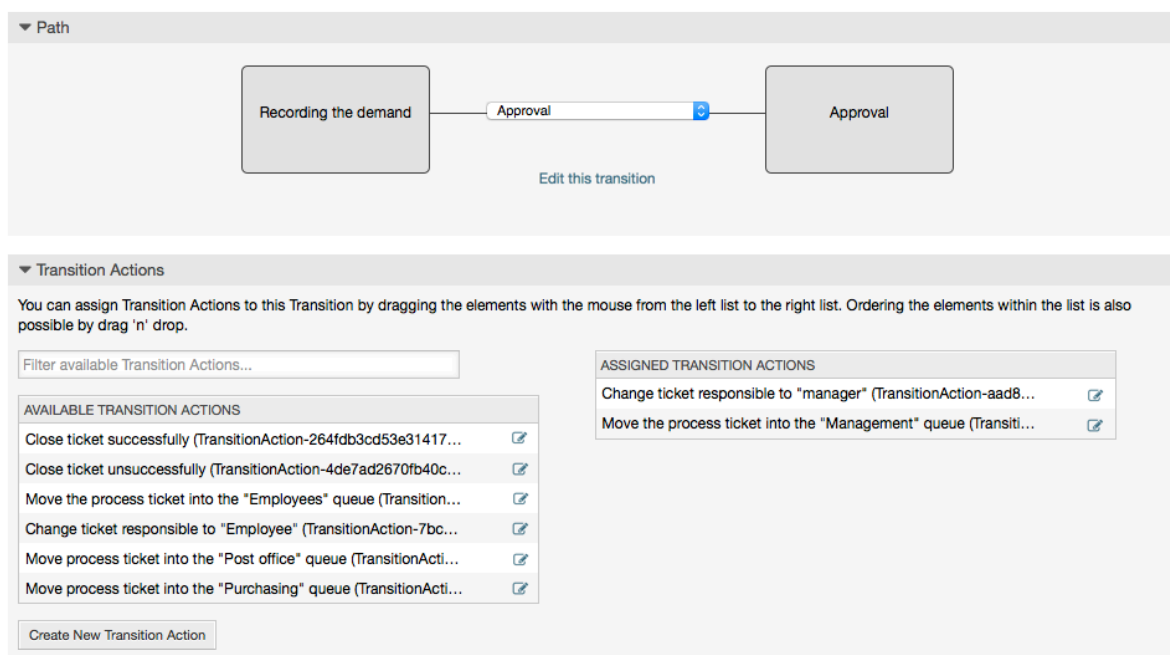 Path
Recording the demand
Approval
Approval
Edit this transition
Transition Actions
You can assign Transition Actions to this Transition by dragging the elements with the mouse from the left list to the right list. Ordering the elements within the list is also
possible by drag 'n' drop.
Filter available Transition Actions...
AVAILABLE TRANSITION ACTIONS
Close ticket successfully (TransitionAction-264fdb3cd53e31417...
Close ticket unsuccessfully (TransitionAction-4de7ad2670fb40c...
Move the process ticket into the "Employees" queue (Transition...
Change ticket responsible to "Employee" (TransitionAction-7bc...
Move process ticket into the "Post office" queue (TransitionActi...
Move process ticket into the "Purchasing" queue (TransitionActi...
Create New Transition Action
ASSIGNED TRANSITION ACTIONS
Change ticket responsible to "manager" (TransitionAction-aad8...
Move the process ticket into the "Management" queue (Transiti...